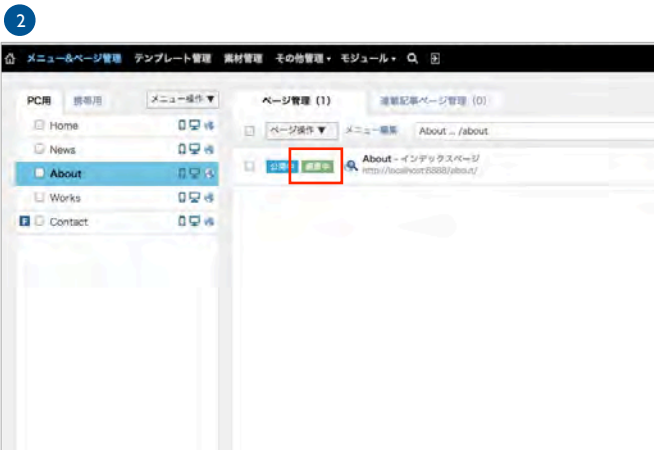 2
メニュー&ページ管理 テンプレート管理 素材管理 その他管理▼ モジュール▼
PC用 携帯用 メニュー操作▼
ページ管理 (1) 連載記事ページ管理 (0)
Home
News
About
Works
Contact
ページ操作▼ メニュー編集 About ... /about
公開中
About - インデックスページ
http://localhost:8888/about/